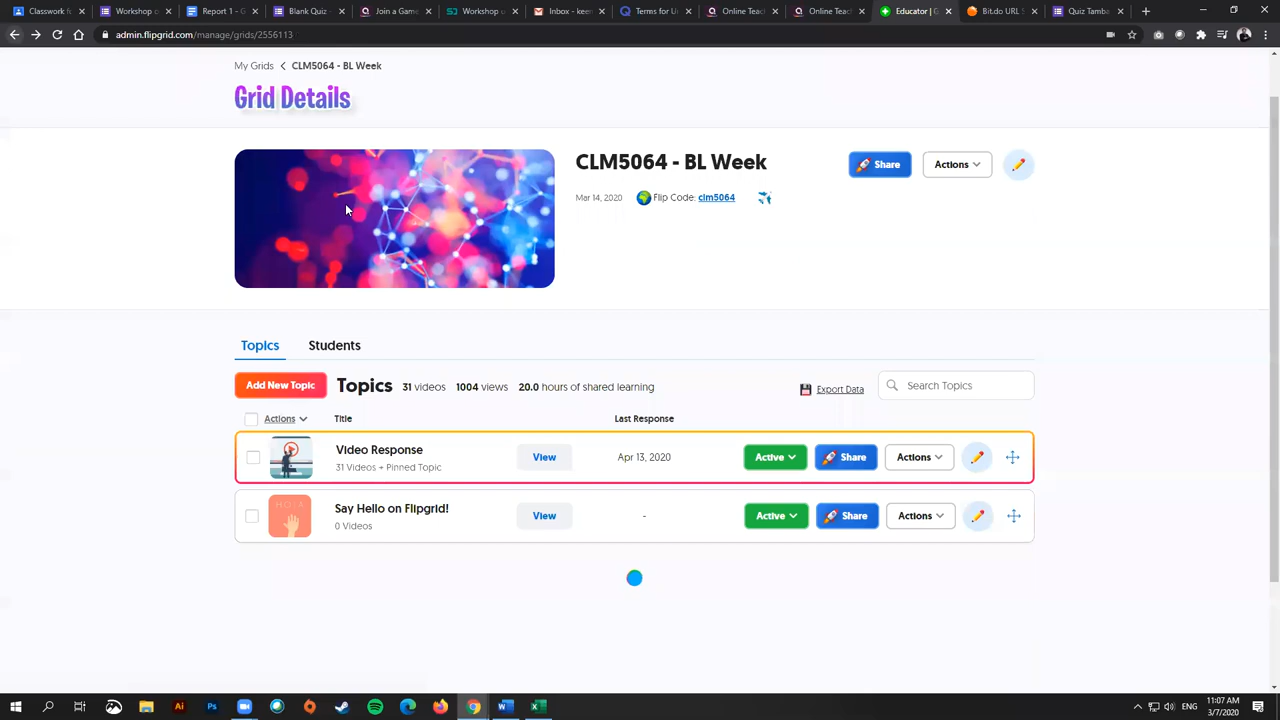 Classwork f
Workshop o
Report 1 - G
Blank Quiz -
Join a Game
Workshop u
Inbox - keen
Terms for U
Online Teac
Online Teac
Educator | G
Bit.do URL S
Quiz Tamba
admin.flipgrid.com/manage/grids/2556113
My Grids < CLM5064 - BL Week
Grid Details
CLM5064 - BL Week
Share
Actions
Mar 14, 2020
Flip Code: clm5064
Topics
Students
Add New Topic
Topics
31 videos 1004 views 20.0 hours of shared learning
Export Data
Search Topics
Actions
Title
Last Response
Video Response
31 Videos + Pinned Topic
View
Apr 13, 2020
Active
Share
Actions
HOLA
Say Hello on Flipgrid!
0 Videos
View
-
Active
Share
Actions
Ai
Ps
ENG
11:07 AM
3/7/2020